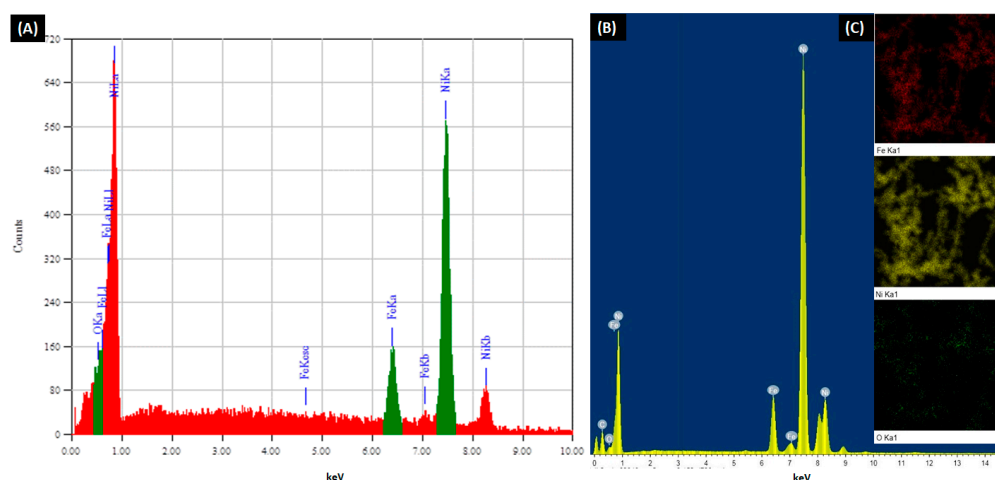 (A)
720
640
560
480
400
320
240
160
80
0
Counts
OKa
FeLl
FeLa
NiLl
NiLa
FeKesc
FeKa
FeKb
NiKa
NiKb
0.00 1.00 2.00 3.00 4.00 5.00 6.00 7.00 8.00 9.00 10.00
keV
(B)
Ni
Ni
Fe
C
O
Fe
Fe
Ni
0 1 2 3 4 5 6 7 8 9 10 11 12 13 14
keV
(C)
Fe Ka1
Ni Ka1
O Ka1